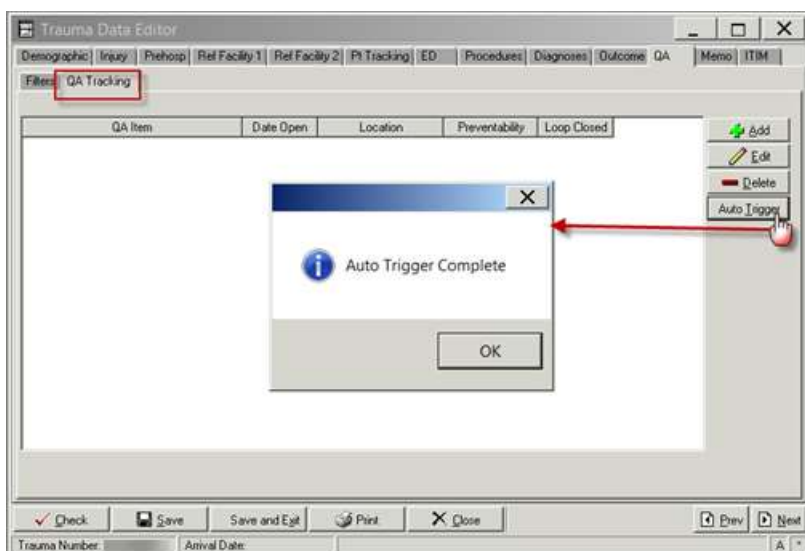 Trauma Data Editor
Demographic Injury Prehosp Ref Facility 1 Ref Facility 2 Pt Tracking ED Procedures Diagnoses Outcome QA Memo ITIM
Filters QA Tracking
QA Item Date Open Location Preventability Loop Closed
Add
Edit
Delete
Auto Trigger
Auto Trigger Complete
OK
Check Save Save and Exit Print Close Prev Next
Trauma Number: Arrival Date: A *